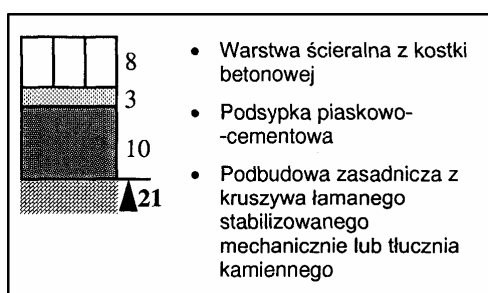 8
3
10
21
• Warstwa ścieralna z kostki
betonowej
• Podsypka piaskowo-
-cementowa
• Podbudowa zasadnicza z
kruszywa łamanego
stabilizowanego
mechanicznie lub tłucznia
kamiennego